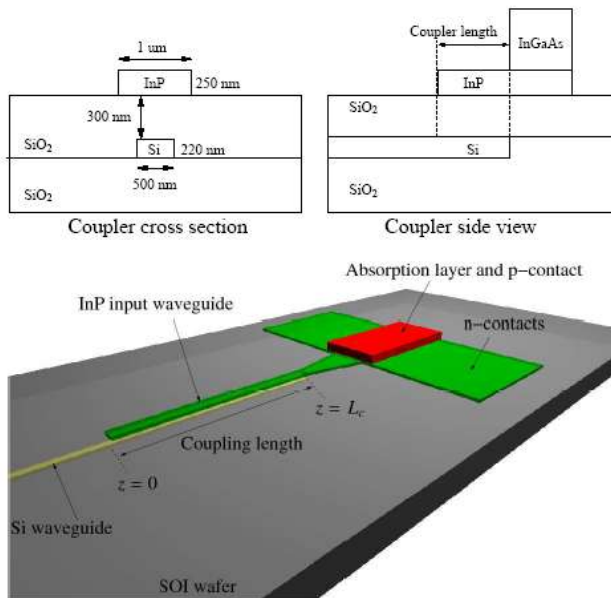 1 um
InP
250 nm
300 nm
SiO2
Si
220 nm
SiO2
500 nm
Coupler cross section
Coupler length
InGaAs
InP
SiO2
Si
SiO2
Coupler side view
Absorption layer and p−contact
InP input waveguide
n−contacts
z = Lc
Coupling length
z = 0
Si waveguide
SOI wafer